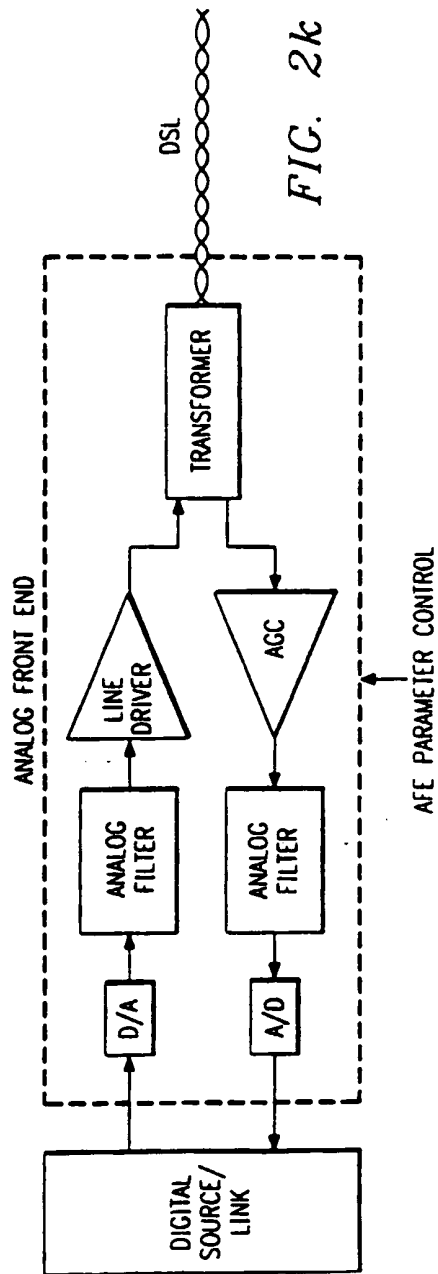 ANALOG FRONT END
DIGITAL
SOURCE/
LINK
D/A
ANALOG
FILTER
LINE
DRIVER
TRANSFORMER
DSL
A/D
ANALOG
FILTER
AGC
AFE PARAMETER CONTROL
FIG. 2k